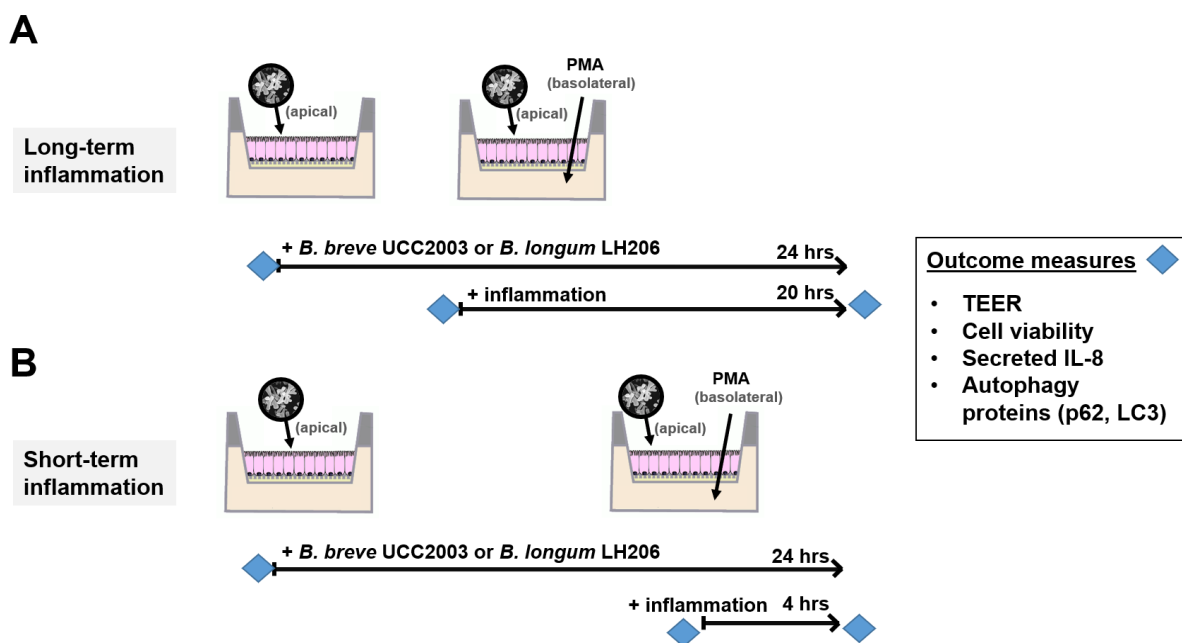 A
PMA
(basolateral)
(apical)
(apical)
Long-term
inflammation
+ B. breve UCC2003 or B. longum LH206
24 hrs
+ inflammation
20 hrs
B
PMA
(basolateral)
(apical)
(apical)
Short-term
inflammation
+ B. breve UCC2003 or B. longum LH206
24 hrs
+ inflammation
4 hrs
Outcome measures
• TEER
• Cell viability
• Secreted IL-8
• Autophagy
proteins (p62, LC3)